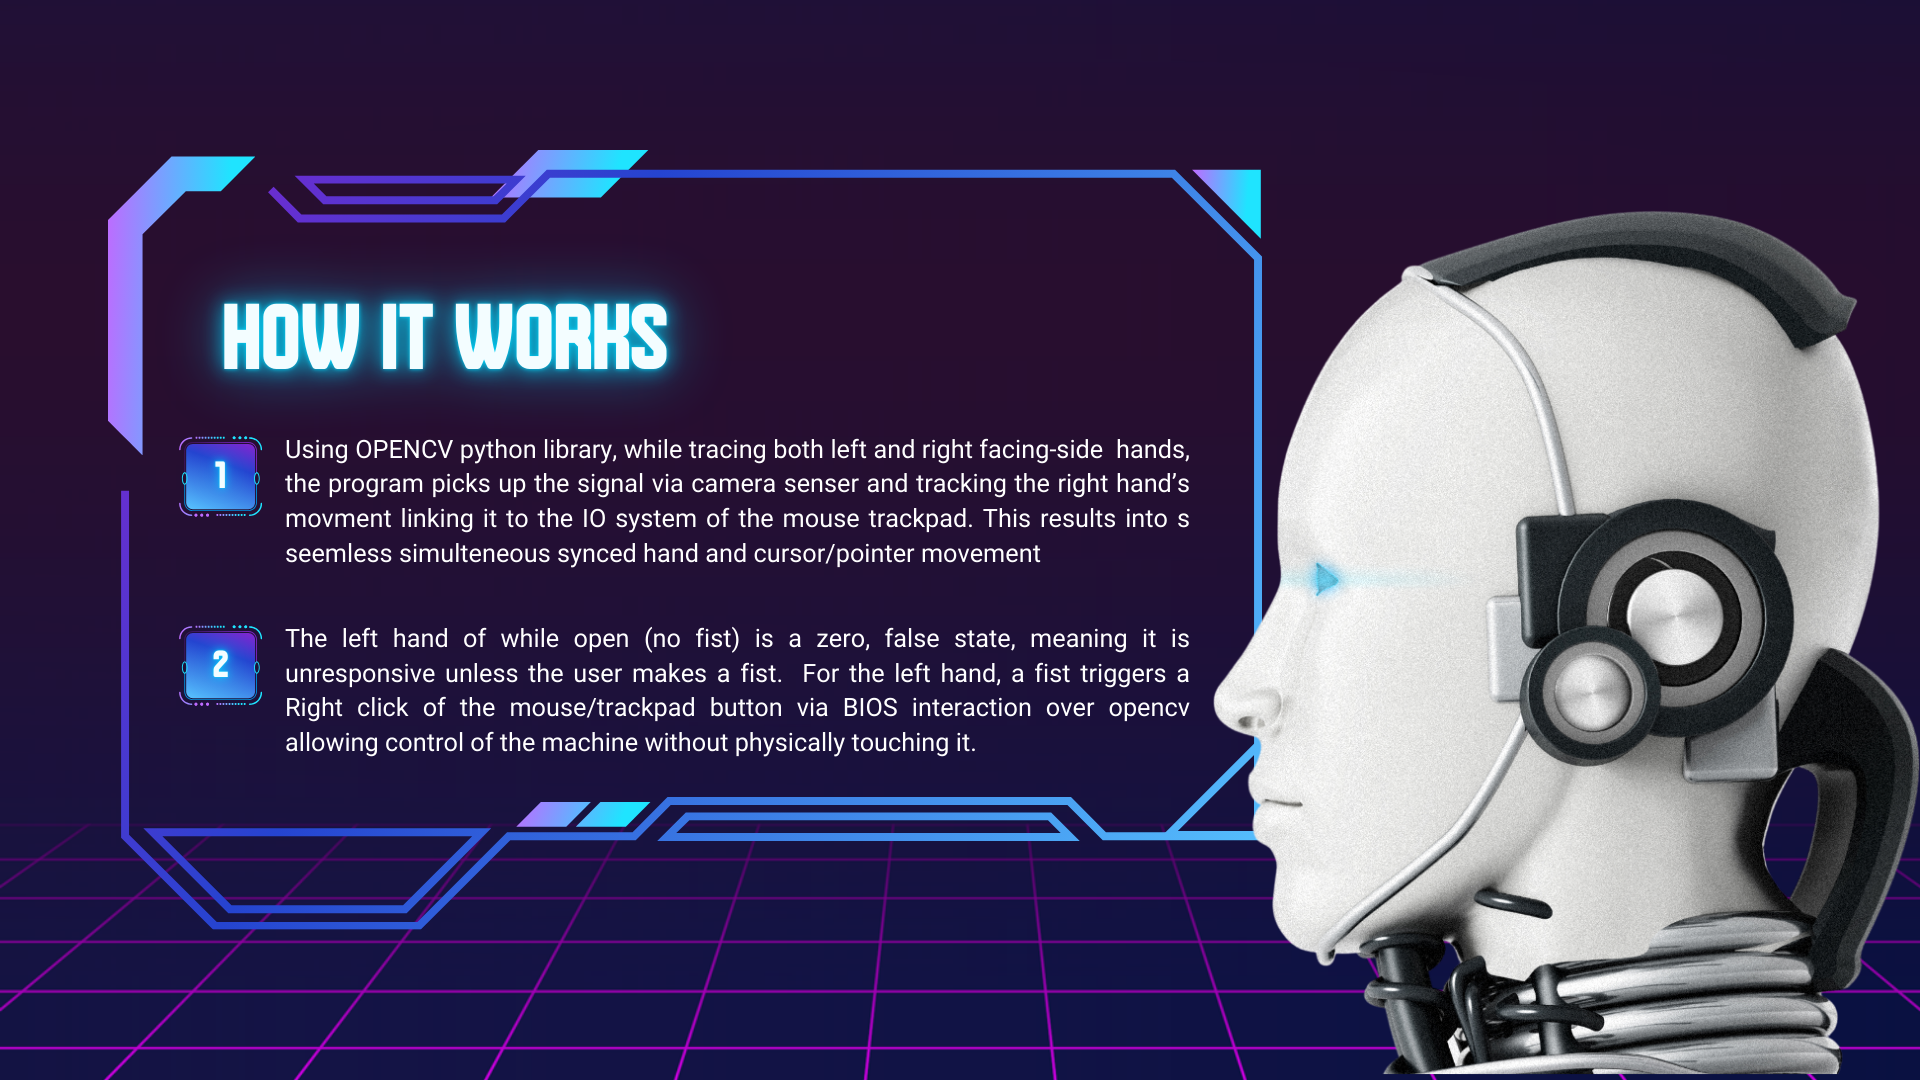 HOW IT WORKS
1
Using OPENCV python library, while tracing both left and right facing-side  hands,
the program picks up the signal via camera senser and tracking the right hand’s
movment linking it to the IO system of the mouse trackpad. This results into s
seemless simulteneous synced hand and cursor/pointer movement
2
The left hand of while open (no fist) is a zero, false state, meaning it is
unresponsive unless the user makes a fist.  For the left hand, a fist triggers a
Right click of the mouse/trackpad button via BIOS interaction over opencv
allowing control of the machine without physically touching it.